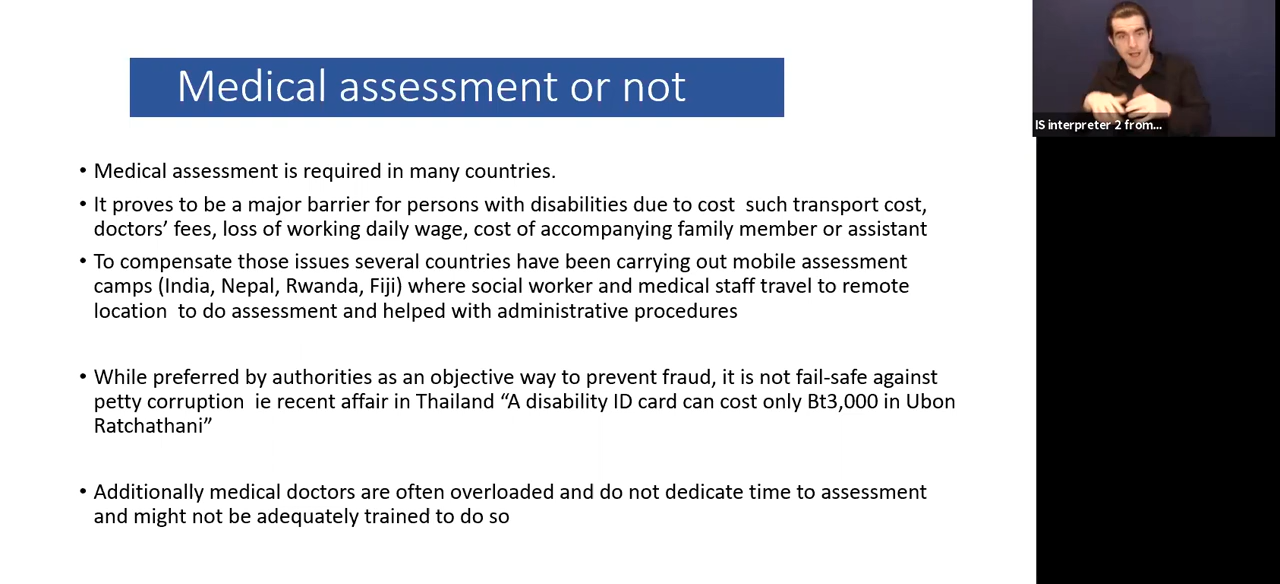 Medical assessment or not
• Medical assessment is required in many countries.
• It proves to be a major barrier for persons with disabilities due to cost  such transport cost,
doctors’ fees, loss of working daily wage, cost of accompanying family member or assistant
• To compensate those issues several countries have been carrying out mobile assessment
camps (India, Nepal, Rwanda, Fiji) where social worker and medical staff travel to remote
location  to do assessment and helped with administrative procedures
• While preferred by authorities as an objective way to prevent fraud, it is not fail-safe against
petty corruption  ie recent affair in Thailand “A disability ID card can cost only Bt3,000 in Ubon
Ratchathani”
• Additionally medical doctors are often overloaded and do not dedicate time to assessment
and might not be adequately trained to do so
IS interpreter 2 from...